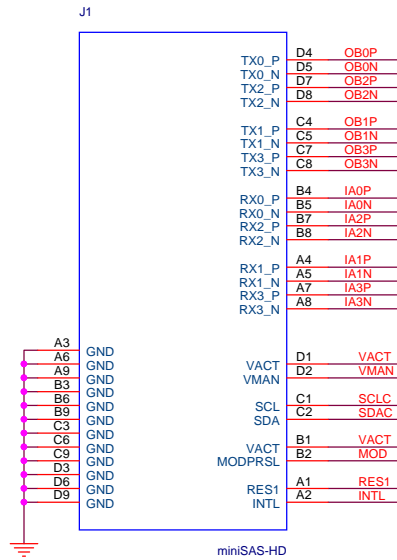 J1
TX0_P D4 OB0P
TX0_N D5 OB0N
TX2_P D7 OB2P
TX2_N D8 OB2N
TX1_P C4 OB1P
TX1_N C5 OB1N
TX3_P C7 OB3P
TX3_N C8 OB3N
RX0_P B4 IA0P
RX0_N B5 IA0N
RX2_P B7 IA2P
RX2_N B8 IA2N
RX1_P A4 IA1P
RX1_N A5 IA1N
RX3_P A7 IA3P
RX3_N A8 IA3N
A3 GND
A6 GND
A9 GND
B3 GND
B6 GND
B9 GND
C3 GND
C6 GND
C9 GND
D3 GND
D6 GND
D9 GND
VACT D1 VACT
VMAN D2 VMAN
SCL C1 SCLC
SDA C2 SDAC
VACT B1 VACT
MODPRSL B2 MOD
RES1 A1 RES1
INTL A2 INTL
miniSAS-HD